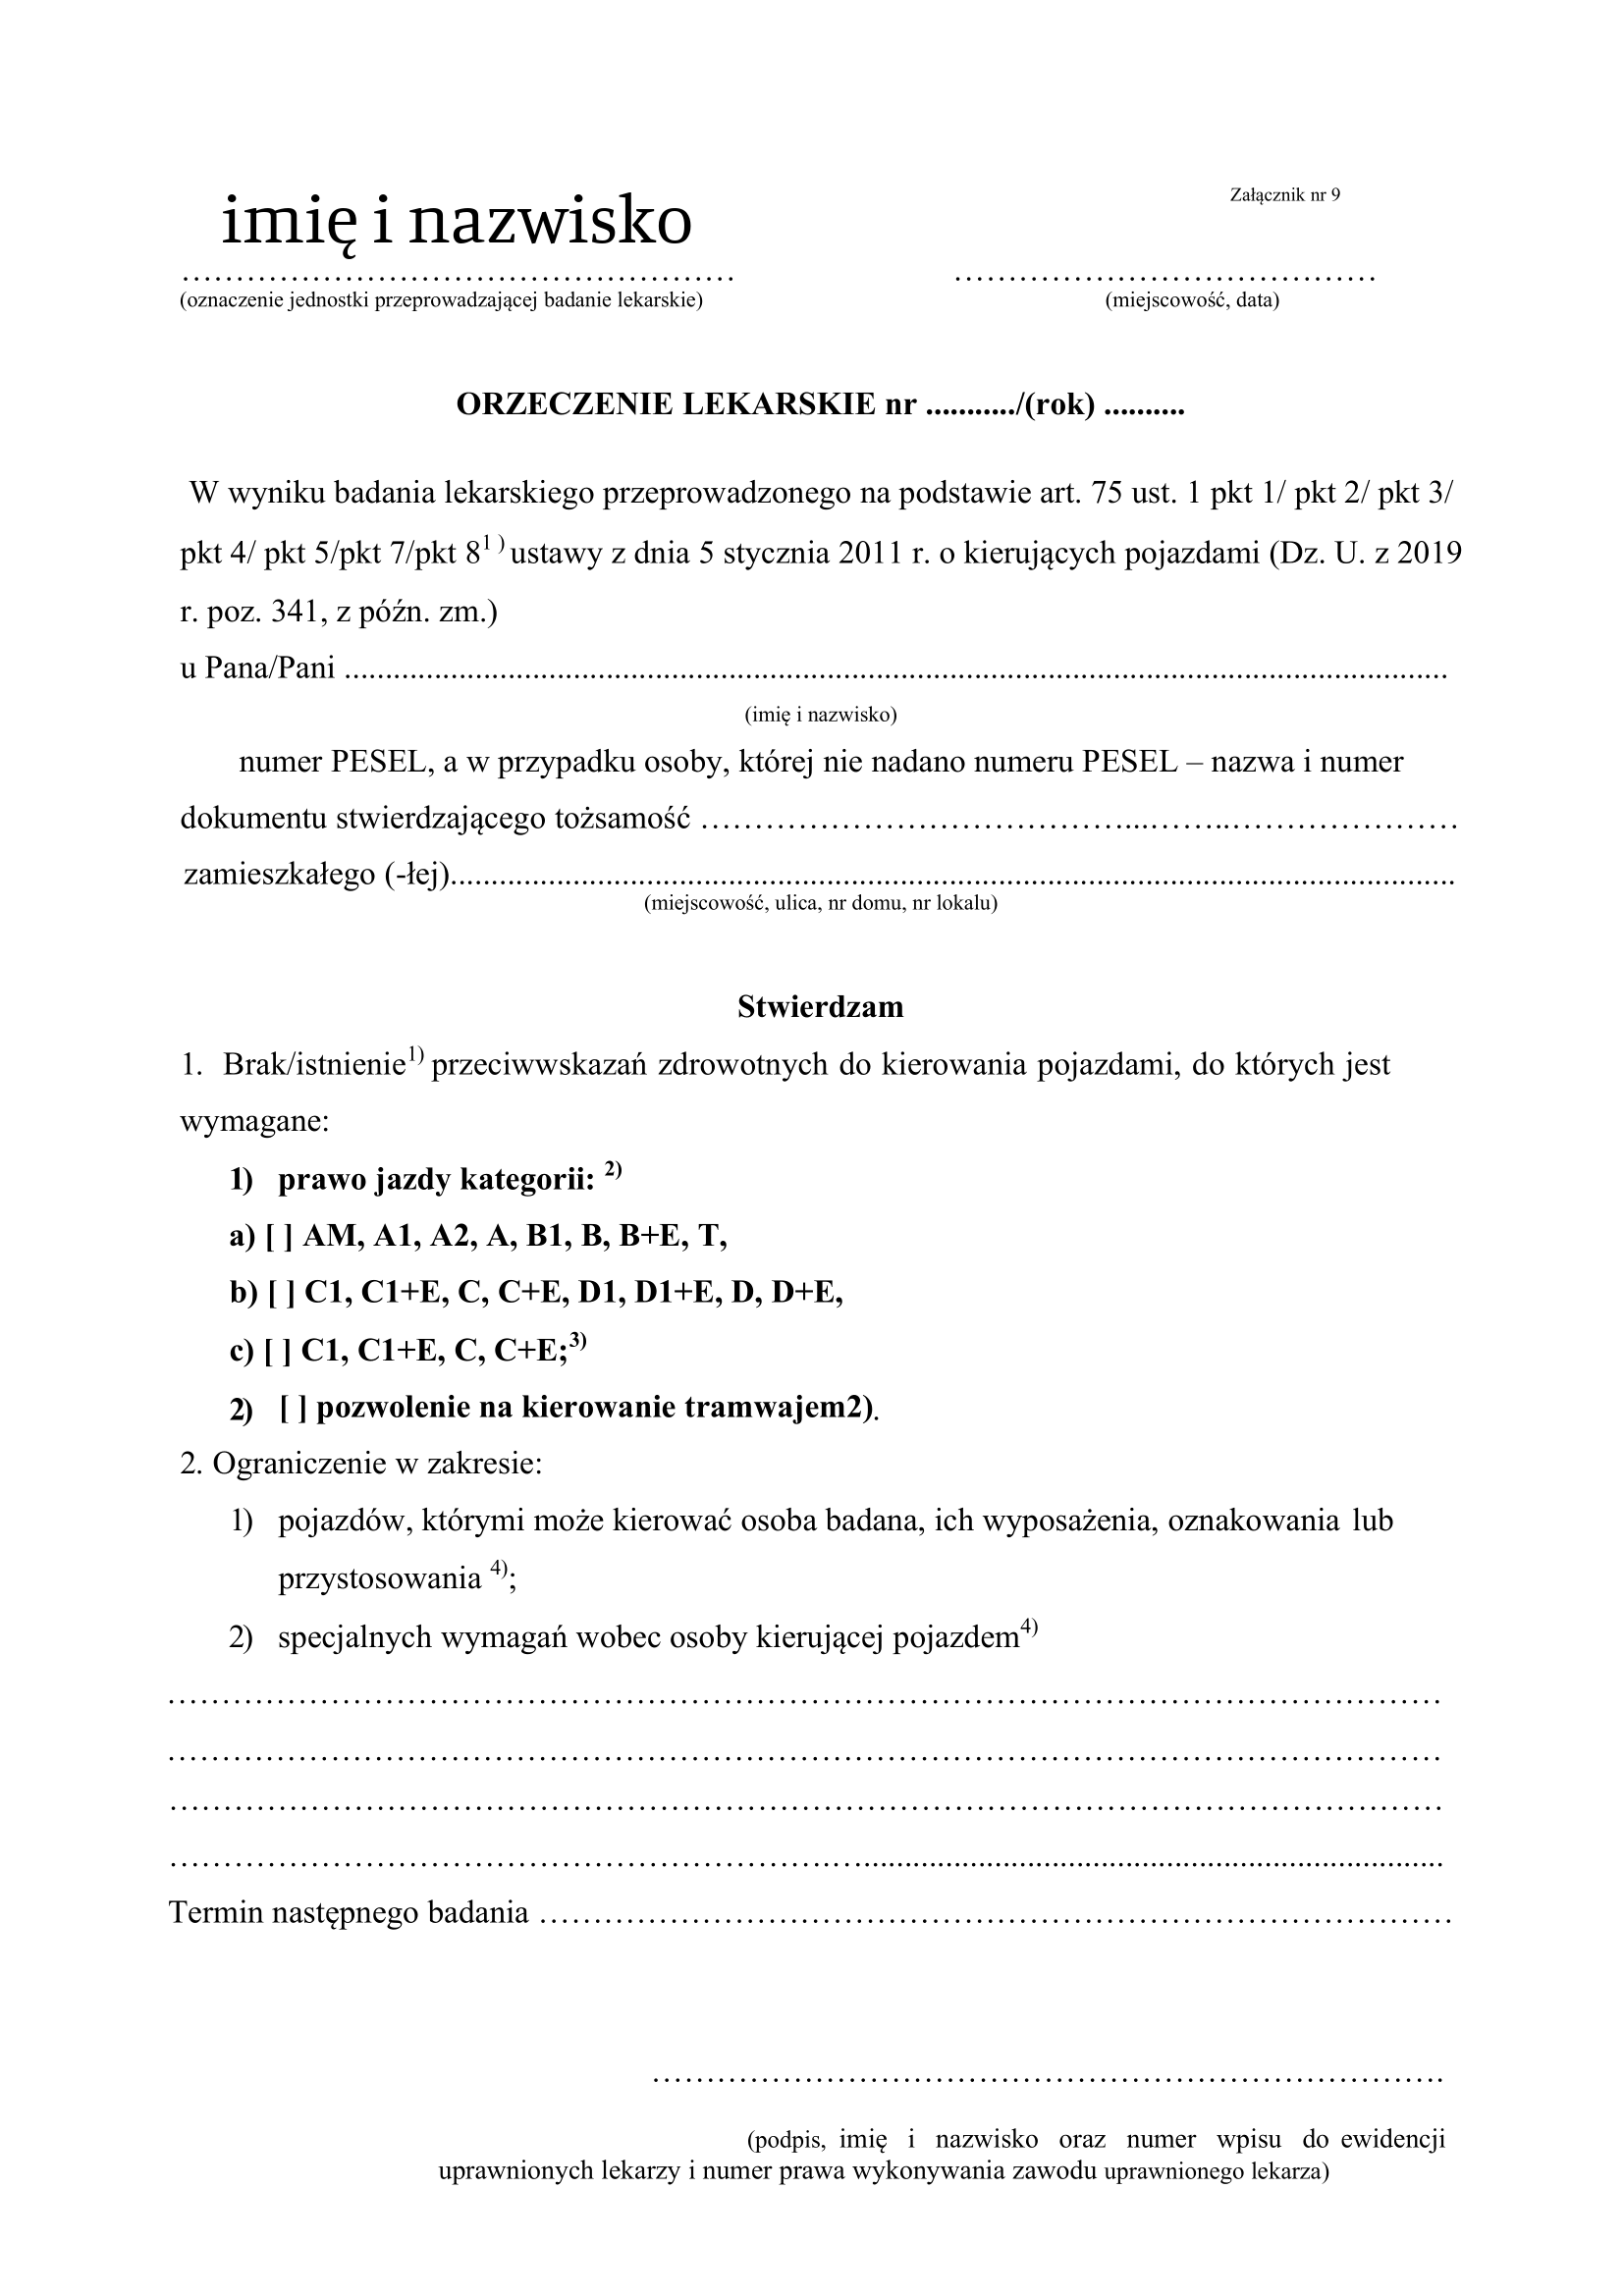 Załącznik nr 9
imię i nazwisko
……………………………………………… ……………………………………
(oznaczenie jednostki przeprowadzającej badanie lekarskie) (miejscowość, data)
ORZECZENIE LEKARSKIE nr .........../(rok) ..........
W wyniku badania lekarskiego przeprowadzonego na podstawie art. 75 ust. 1 pkt 1/ pkt 2/ pkt 3/
pkt 4/ pkt 5/pkt 7/pkt 8¹ ⁾ ustawy z dnia 5 stycznia 2011 r. o kierujących pojazdami (Dz. U. z 2019
r. poz. 341, z późn. zm.)
u Pana/Pani ........................................................................................................................................
(imię i nazwisko)
numer PESEL, a w przypadku osoby, której nie nadano numeru PESEL – nazwa i numer
dokumentu stwierdzającego tożsamość …………………………………...……..…………………
zamieszkałego (-łej)............................................................................................................................
(miejscowość, ulica, nr domu, nr lokalu)
Stwierdzam
1. Brak/istnienie¹⁾ przeciwwskazań zdrowotnych do kierowania pojazdami, do których jest
wymagane:
1) prawo jazdy kategorii: ²⁾
a) [ ] AM, A1, A2, A, B1, B, B+E, T,
b) [ ] C1, C1+E, C, C+E, D1, D1+E, D, D+E,
c) [ ] C1, C1+E, C, C+E;³⁾
2) [ ] pozwolenie na kierowanie tramwajem2).
2. Ograniczenie w zakresie:
1) pojazdów, którymi może kierować osoba badana, ich wyposażenia, oznakowania lub
przystosowania ⁴⁾;
2) specjalnych wymagań wobec osoby kierującej pojazdem⁴⁾
………………………………………………………………………………………………………
………………………………………………………………………………………………………
………………………………………………………………………………………………………
……………………………………………………….......................................................................
Termin następnego badania …………………………………………………………………………
……………………………………………………………….
(podpis, imię i nazwisko oraz numer wpisu do ewidencji
uprawnionych lekarzy i numer prawa wykonywania zawodu uprawnionego lekarza)